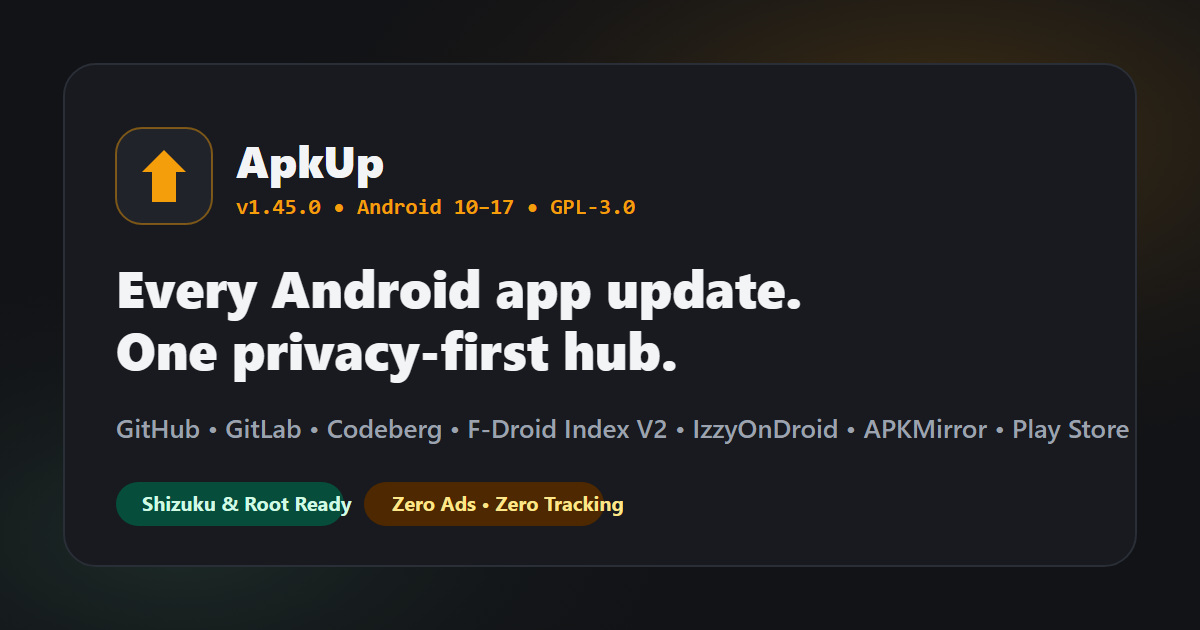 ApkUp
v1.45.0 • Android 10–17 • GPL-3.0
Every Android app update.
One privacy-first hub.
GitHub • GitLab • Codeberg • F-Droid Index V2 • IzzyOnDroid • APKMirror • Play Store
Shizuku & Root Ready
Zero Ads • Zero Tracking